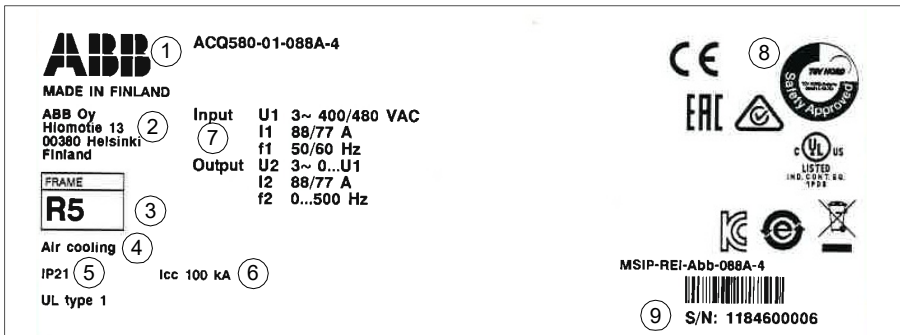 ABB
1
ACQ580-01-088A-4
MADE IN FINLAND
ABB Oy
Hiomotie 13
00380 Helsinki
Finland
2
FRAME
R5
3
Air cooling
4
IP21
5
Icc 100 kA
6
UL type 1
Input U1 3~ 400/480 VAC
7
I1 88/77 A
f1 50/60 Hz
Output U2 3~ 0...U1
I2 88/77 A
f2 0...500 Hz
CE
8
TÜV NORD
Safety Approved
EAC
C UL US
LISTED
IND. CONT. EQ.
KC
e
MSIP-REI-Abb-088A-4
9
S/N: 1184600006